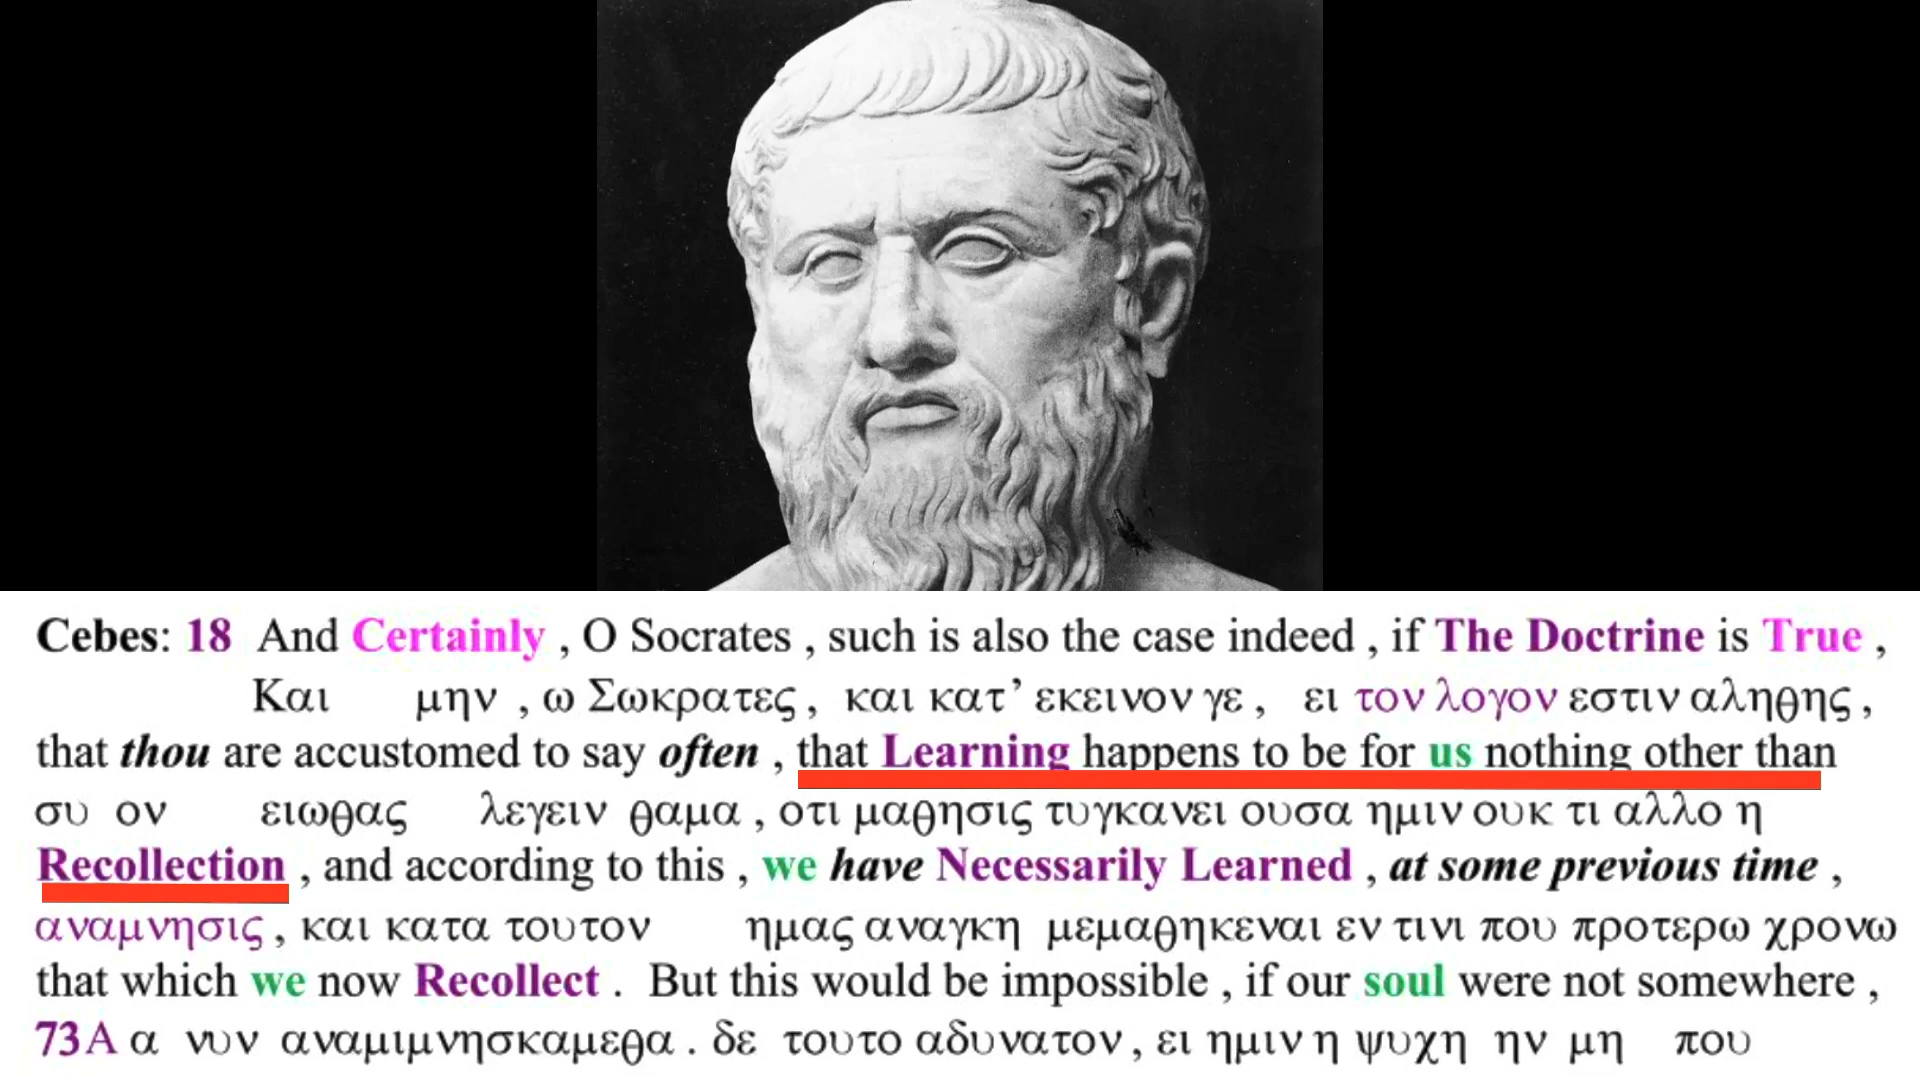 Cebes: 18 And Certainly , O Socrates , such is also the case indeed , if The Doctrine is True ,
Και μην , ω Σωκρατες , και κατ’ εκεινον γε , ει τον λογον εστιν αληθης ,
that thou are accustomed to say often , that Learning happens to be for us nothing other than
συ ον ειωθας λεγειν θαμα , οτι μαθησις τυγκανει ουσα ημιν ουκ τι αλλο η
Recollection , and according to this , we have Necessarily Learned , at some previous time ,
αναμνησις , και κατα τουτον ημας αναγκη μεμαθηκεναι εν τινι που προτερω χρονω
that which we now Recollect . But this would be impossible , if our soul were not somewhere ,
73A α νυν αναμιμνησκαμεθα . δε τουτο αδυνατον , ει ημιν η ψυχη ην μη που